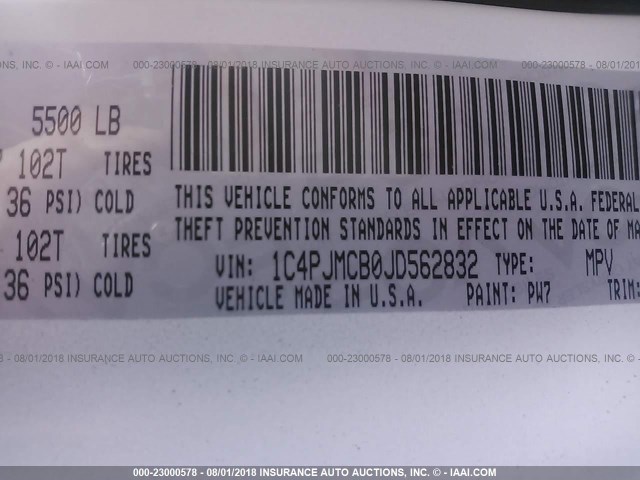 000-23000578 - 08/01/2018 INSURANCE AUTO AUCTIONS, INC. - IAAI.COM
INC. - IAAI.COM
000-23000578 - 08/01/2018
5500 LB
102T TIRES
36 PSI) COLD
102T TIRES
36 PSI) COLD
THIS VEHICLE CONFORMS TO ALL APPLICABLE U.S.A. FEDERAL
THEFT PREVENTION STANDARDS IN EFFECT ON THE DATE OF MA
VIN: 1C4PJMCB0JD562832 TYPE: MPV
VEHICLE MADE IN U.S.A. PAINT: PW7 TRIM:
- 08/01/2018 INSURANCE AUTO AUCTIONS, INC. - IAAI.COM
000-23000578 - 08/01/2018 INSURANCE AUTO AUCTIONS, INC. - IAAI.COM
000-23000578 - 08/01/2018 INSURANCE AUTO AUCTIONS, INC. - IAAI.COM